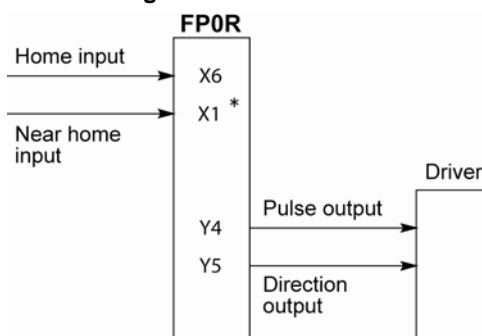 g
FP0R
Home input
X6
X1 *
Near home
input
Driver
Pulse output
Y4
Y5
Direction
output